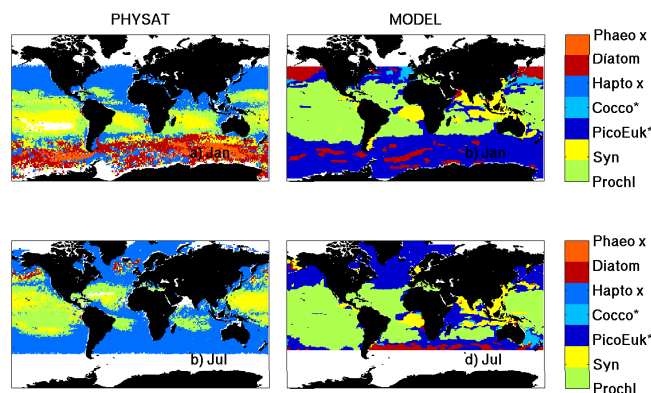 PHYSAT MODEL
Phaeo x
Diatom
Hapto x
Cocco*
PicoEuk*
Syn
Prochl
a) Jan b) Jan
Phaeo x
Diatom
Hapto x
Cocco*
PicoEuk*
Syn
Prochl
b) Jul d) Jul